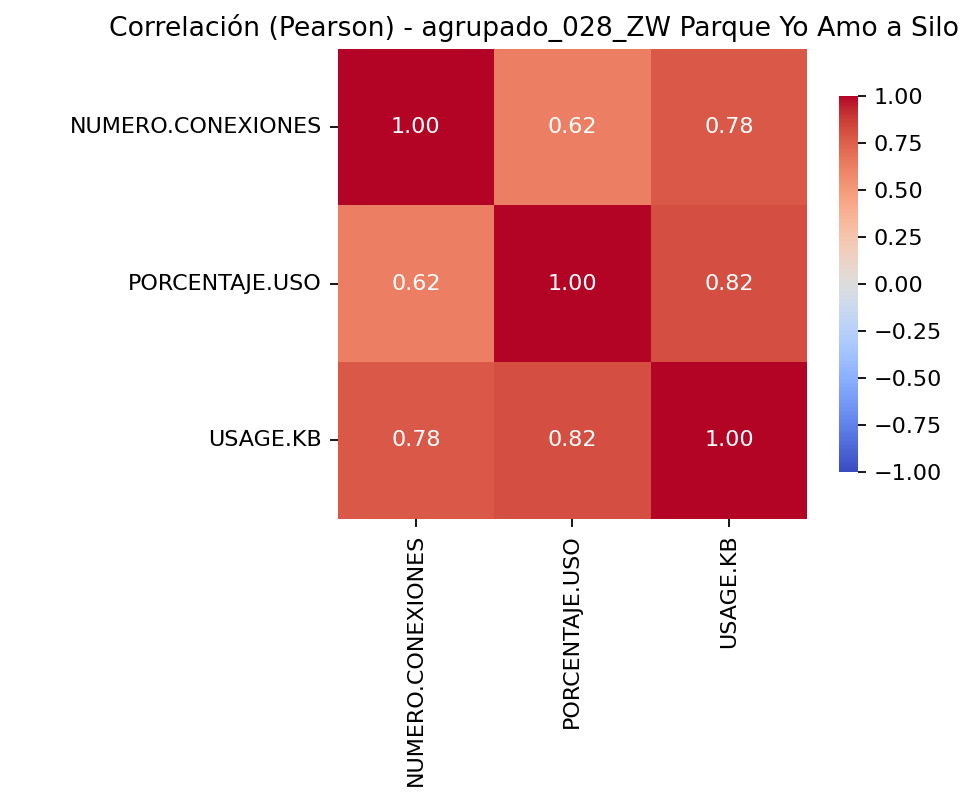 Correlación (Pearson) - agrupado_028_ZW Parque Yo Amo a Silo
NUMERO.CONEXIONES
PORCENTAJE.USO
USAGE.KB
1.00 0.62 0.78
0.62 1.00 0.82
0.78 0.82 1.00
NUMERO.CONEXIONES
PORCENTAJE.USO
USAGE.KB
1.00
0.75
0.50
0.25
0.00
−0.25
−0.50
−0.75
−1.00